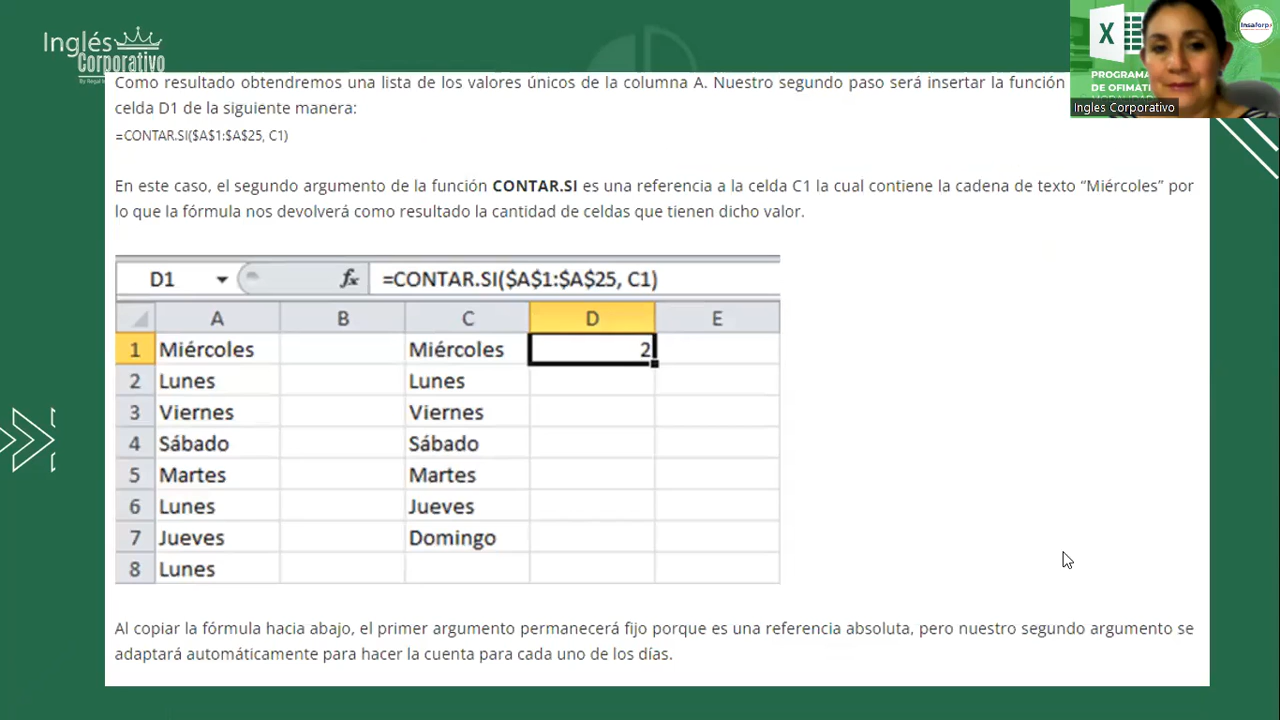 Inglés
Corporativo
Insaforp
PROGRAMA
DE OFIMÁTI
Ingles Corporativo
Como resultado obtendremos una lista de los valores únicos de la columna A. Nuestro segundo paso será insertar la función
celda D1 de la siguiente manera:
=CONTAR.SI($A$1:$A$25, C1)
En este caso, el segundo argumento de la función CONTAR.SI es una referencia a la celda C1 la cual contiene la cadena de texto “Miércoles” por
lo que la fórmula nos devolverá como resultado la cantidad de celdas que tienen dicho valor.
D1 fx =CONTAR.SI($A$1:$A$25, C1)
A B C D E
1 Miércoles Miércoles 2
2 Lunes Lunes
3 Viernes Viernes
4 Sábado Sábado
5 Martes Martes
6 Lunes Jueves
7 Jueves Domingo
8 Lunes
Al copiar la fórmula hacia abajo, el primer argumento permanecerá fijo porque es una referencia absoluta, pero nuestro segundo argumento se
adaptará automáticamente para hacer la cuenta para cada uno de los días.